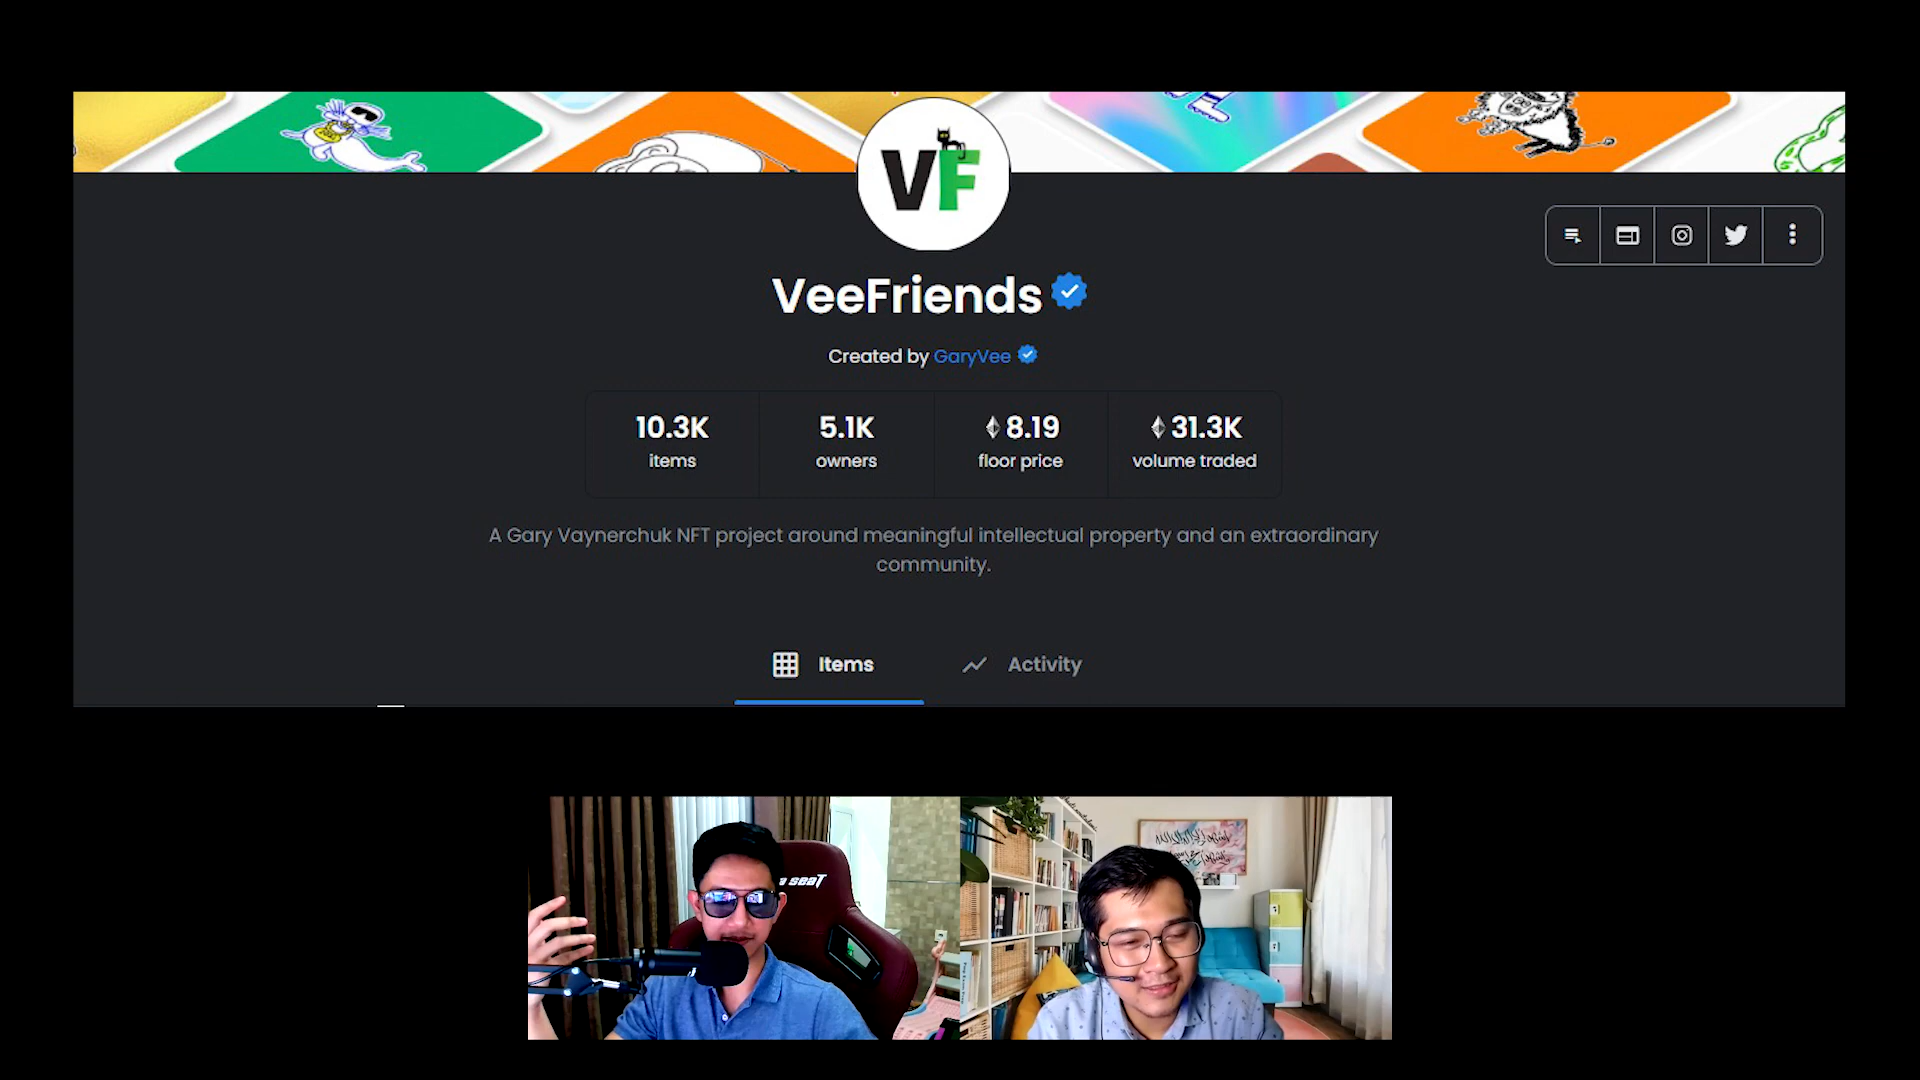 VF
VeeFriends
Created by GaryVee
10.3K
items
5.1K
owners
8.19
floor price
31.3K
volume traded
A Gary Vaynerchuk NFT project around meaningful intellectual property and an extraordinary
community.
Items
Activity
seaT